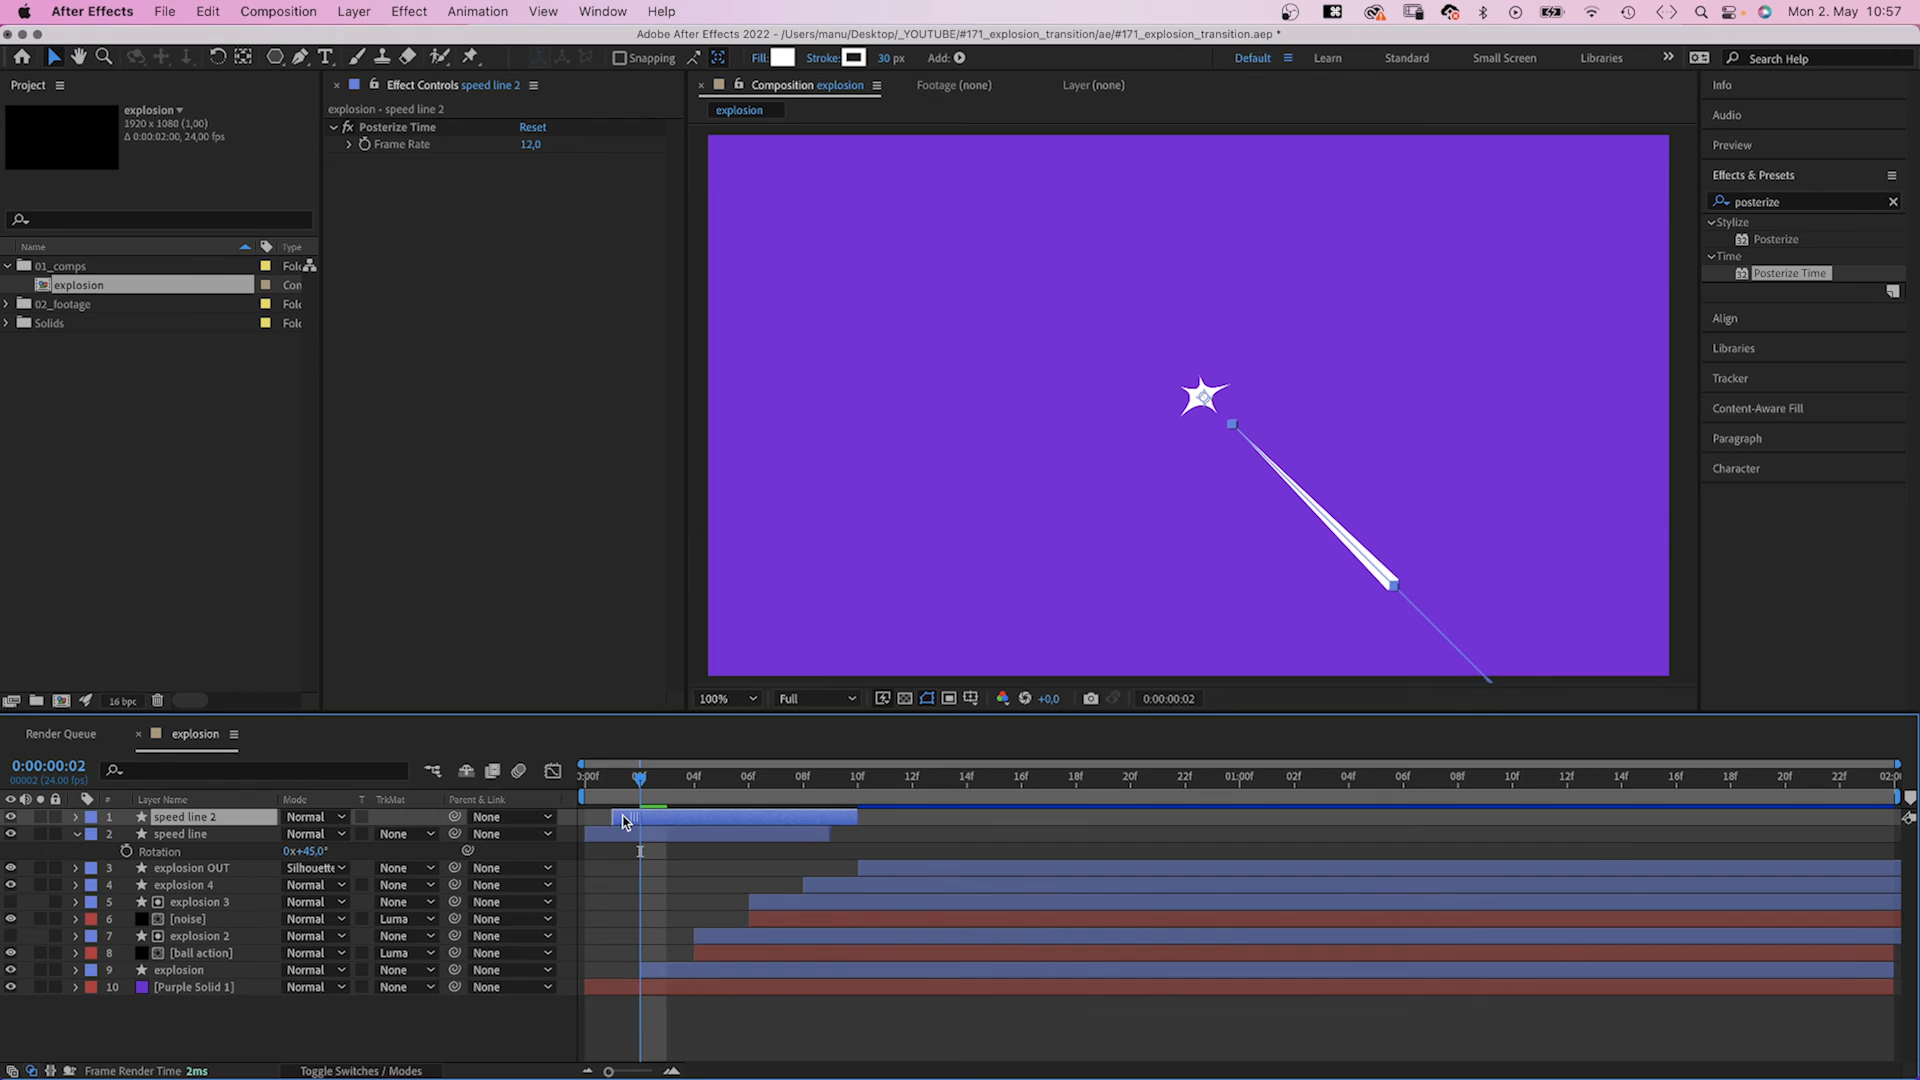 After Effects File Edit Composition Layer Effect Animation View Window Help Mon 2. May 10:57
Adobe After Effects 2022 - /Users/manu/Desktop/_YOUTUBE/#171_explosion_transition/ae/#171_explosion_transition.aep *
Snapping Fill: Stroke: 30 px Add: Default Learn Standard Small Screen Libraries Search Help
Project Effect Controls speed line 2 Composition explosion Footage (none) Layer (none) Info
explosion explosion • speed line 2 explosion
1920 x 1080 (1,00) Audio
Δ 0:00:02:00, 24,00 fps Posterize Time Reset
Frame Rate 12,0 Preview
Effects & Presets
posterize
Stylize
Name Type Posterize
01_comps Fold Time
explosion Con Posterize Time
02_footage Fold
Solids Fold Align
Libraries
Tracker
Content-Aware Fill
Paragraph
Character
16 bpc 100% Full +0,0 0:00:00:02
Render Queue explosion
0:00:00:02
00002 (24.00 fps) 0:00f 04f 06f 08f 10f 12f 14f 16f 18f 20f 22f 01:00f 02f 04f 06f 08f 10f 12f 14f 16f 18f 20f 22f 02:0
# Layer Name Mode T TrkMat Parent & Link
1 speed line 2 Normal None
2 speed line Normal None None
Rotation 0x+45,0°
3 explosion OUT Silhouette None None
4 explosion 4 Normal None None
5 explosion 3 Normal None None
6 [noise] Normal Luma None
7 explosion 2 Normal None None
8 [ball action] Normal Luma None
9 explosion Normal None None
10 [Purple Solid 1] Normal None None
Frame Render Time 2ms Toggle Switches / Modes